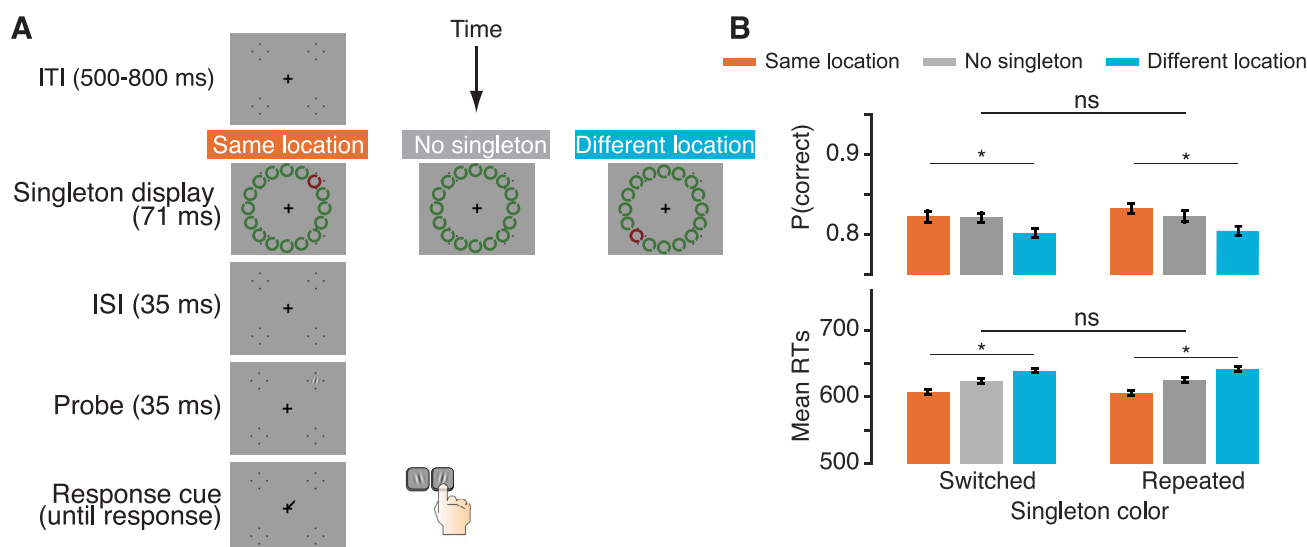 A
Time
ITI (500-800 ms)
Same location
No singleton
Different location
Singleton display
(71 ms)
ISI (35 ms)
Probe (35 ms)
Response cue
(until response)
B
Same location
No singleton
Different location
ns
0.9
*
*
P(correct)
0.8
ns
700
*
*
Mean RTs
600
500
Switched
Repeated
Singleton color